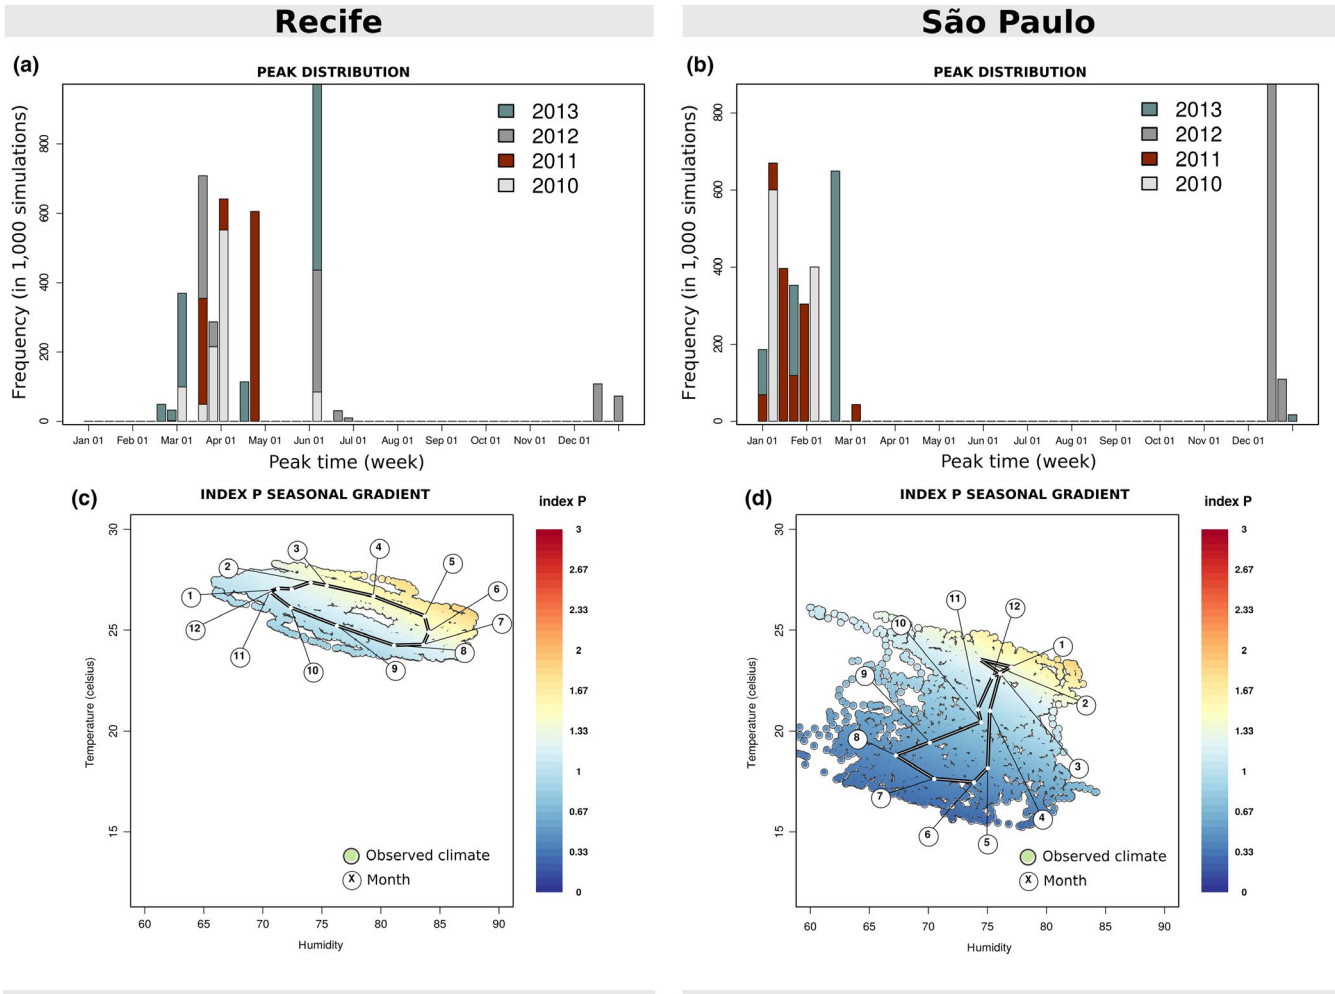 Recife
São Paulo
(a)
PEAK DISTRIBUTION
Frequency (in 1,000 simulations)
800
600
400
200
0
2013
2012
2011
2010
Jan 01 Feb 01 Mar 01 Apr 01 May 01 Jun 01 Jul 01 Aug 01 Sep 01 Oct 01 Nov 01 Dec 01
Peak time (week)
(b)
PEAK DISTRIBUTION
Frequency (in 1,000 simulations)
800
600
400
200
0
2013
2012
2011
2010
Jan 01 Feb 01 Mar 01 Apr 01 May 01 Jun 01 Jul 01 Aug 01 Sep 01 Oct 01 Nov 01 Dec 01
Peak time (week)
(c)
INDEX P SEASONAL GRADIENT
Temperature (celsius)
30
25
20
15
1
2
3
4
5
6
7
8
9
10
11
12
Observed climate
X Month
60 65 70 75 80 85 90
Humidity
index P
3
2.67
2.33
2
1.67
1.33
1
0.67
0.33
0
(d)
INDEX P SEASONAL GRADIENT
Temperature (celsius)
30
25
20
15
11
12
10
1
9
2
8
3
7
4
6
5
Observed climate
X Month
60 65 70 75 80 85 90
Humidity
index P
3
2.67
2.33
2
1.67
1.33
1
0.67
0.33
0